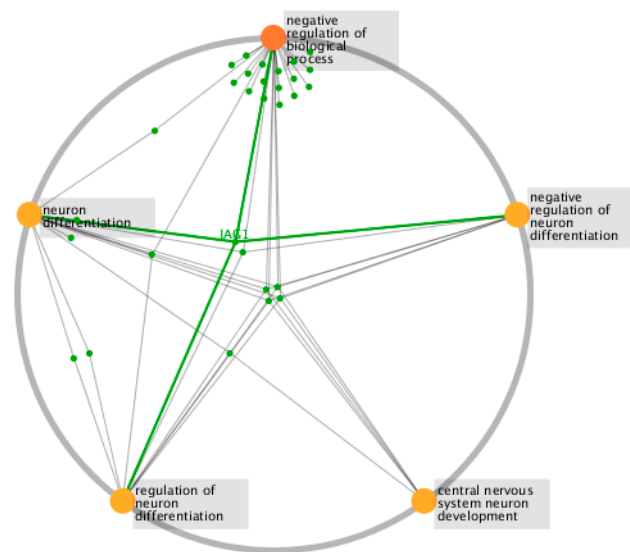 negative
regulation of
biological
process
neuron
differentiation
negative
regulation of
neuron
differentiation
JAG1
regulation of
neuron
differentiation
central nervous
system neuron
development